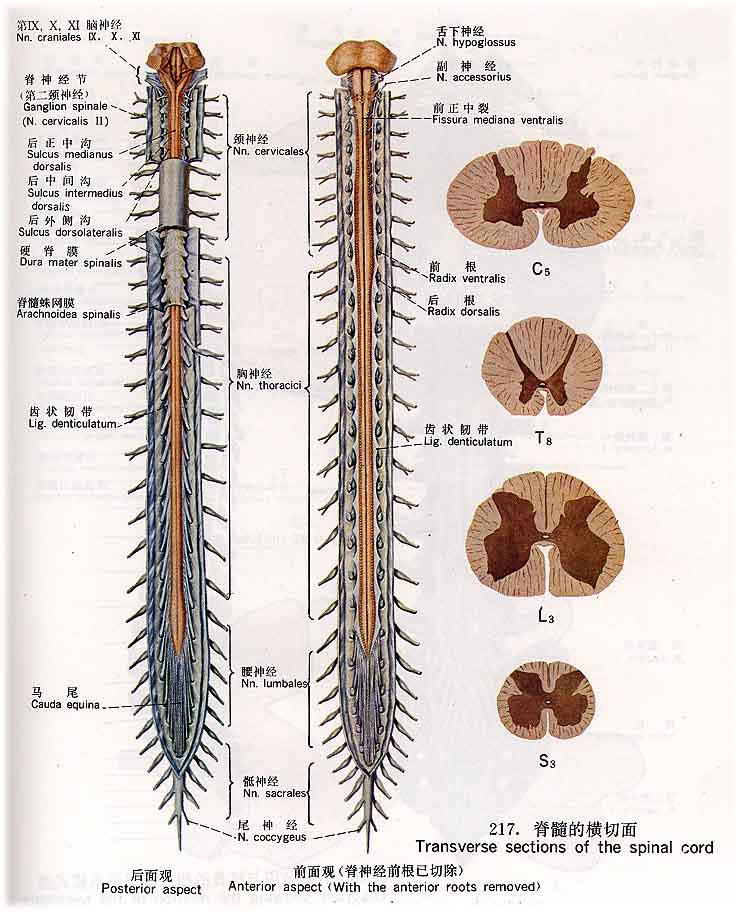 第IX, X, XI 脑神经
Nn. craniales IX. X. XI
脊神经节
(第二颈神经)
Ganglion spinale
(N. cervicalis II)
后正中沟
Sulcus medianus
dorsalis
后中间沟
Sulcus intermedius
dorsalis
后外侧沟
Sulcus dorsolateralis
硬脊膜
Dura mater spinalis
脊髓蛛网膜
Arachnoidea spinalis
齿状韧带
Lig. denticulatum
马尾
Cauda equina
颈神经
Nn. cervicales
胸神经
Nn. thoracici
腰神经
Nn. lumbales
骶神经
Nn. sacrales
尾神经
N. coccygeus
舌下神经
N. hypoglossus
副神经
N. accessorius
前正中裂
Fissura mediana ventralis
前根
Radix ventralis
后根
Radix dorsalis
齿状韧带
Lig. denticulatum
C5
T8
L3
S3
217. 脊髓的横切面
Transverse sections of the spinal cord
后面观
Posterior aspect
前面观(脊神经前根已切除)
Anterior aspect (With the anterior roots removed)